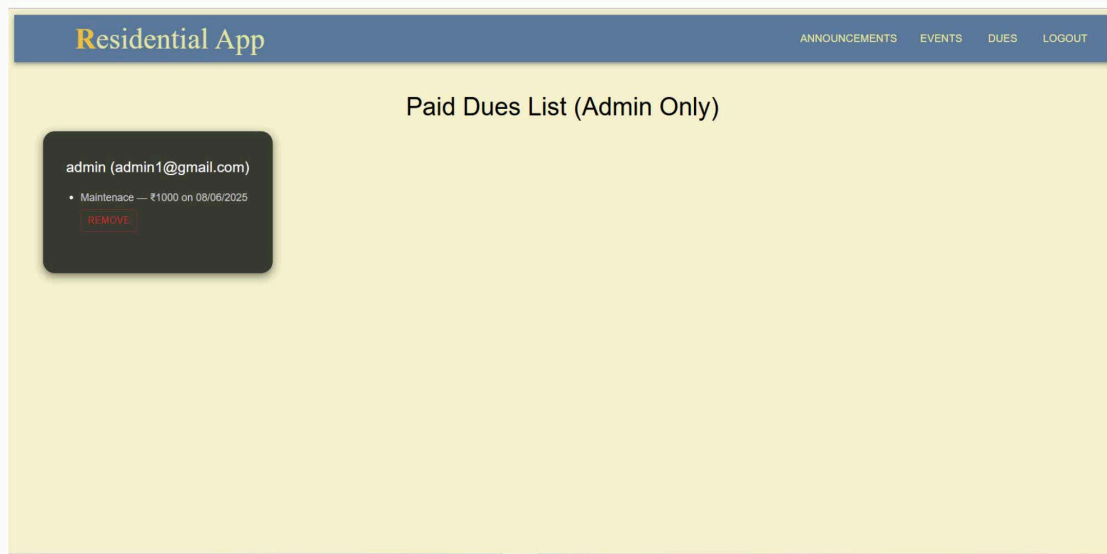 Residential App
ANNOUNCEMENTS EVENTS DUES LOGOUT
Paid Dues List (Admin Only)
admin (admin1@gmail.com)
• Maintenace — ₹1000 on 08/06/2025
REMOVE